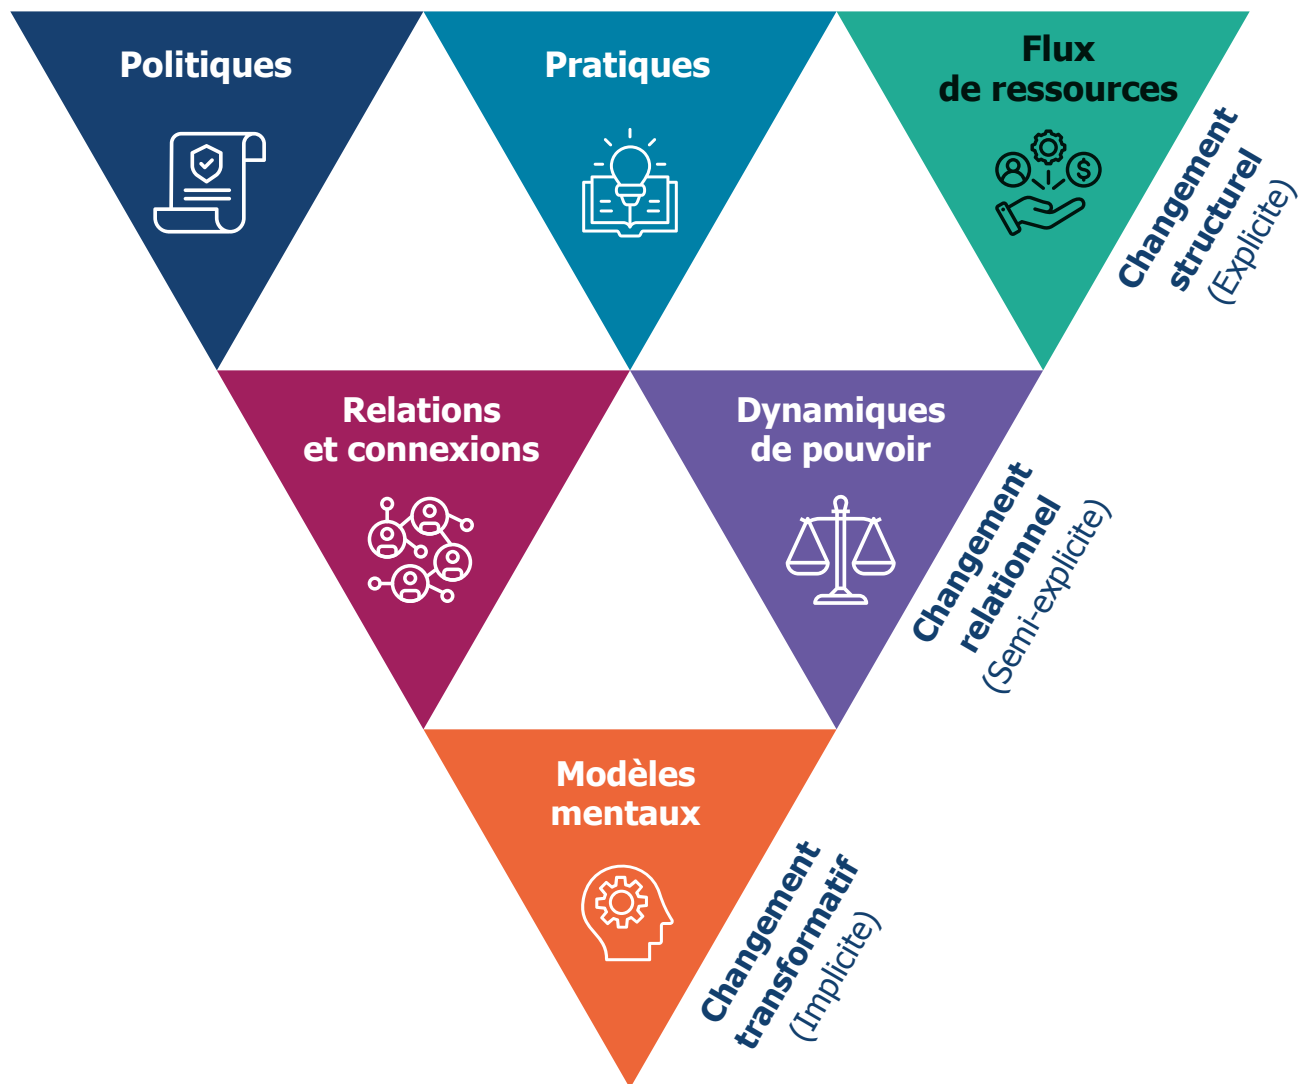 Politiques
Pratiques
Flux
de ressources
Changement
structurel
(Explicite)
Relations
et connexions
Dynamiques
de pouvoir
Changement
relationnel
(Semi-explicite)
Modèles
mentaux
Changement
transformatif
(Implicite)
$